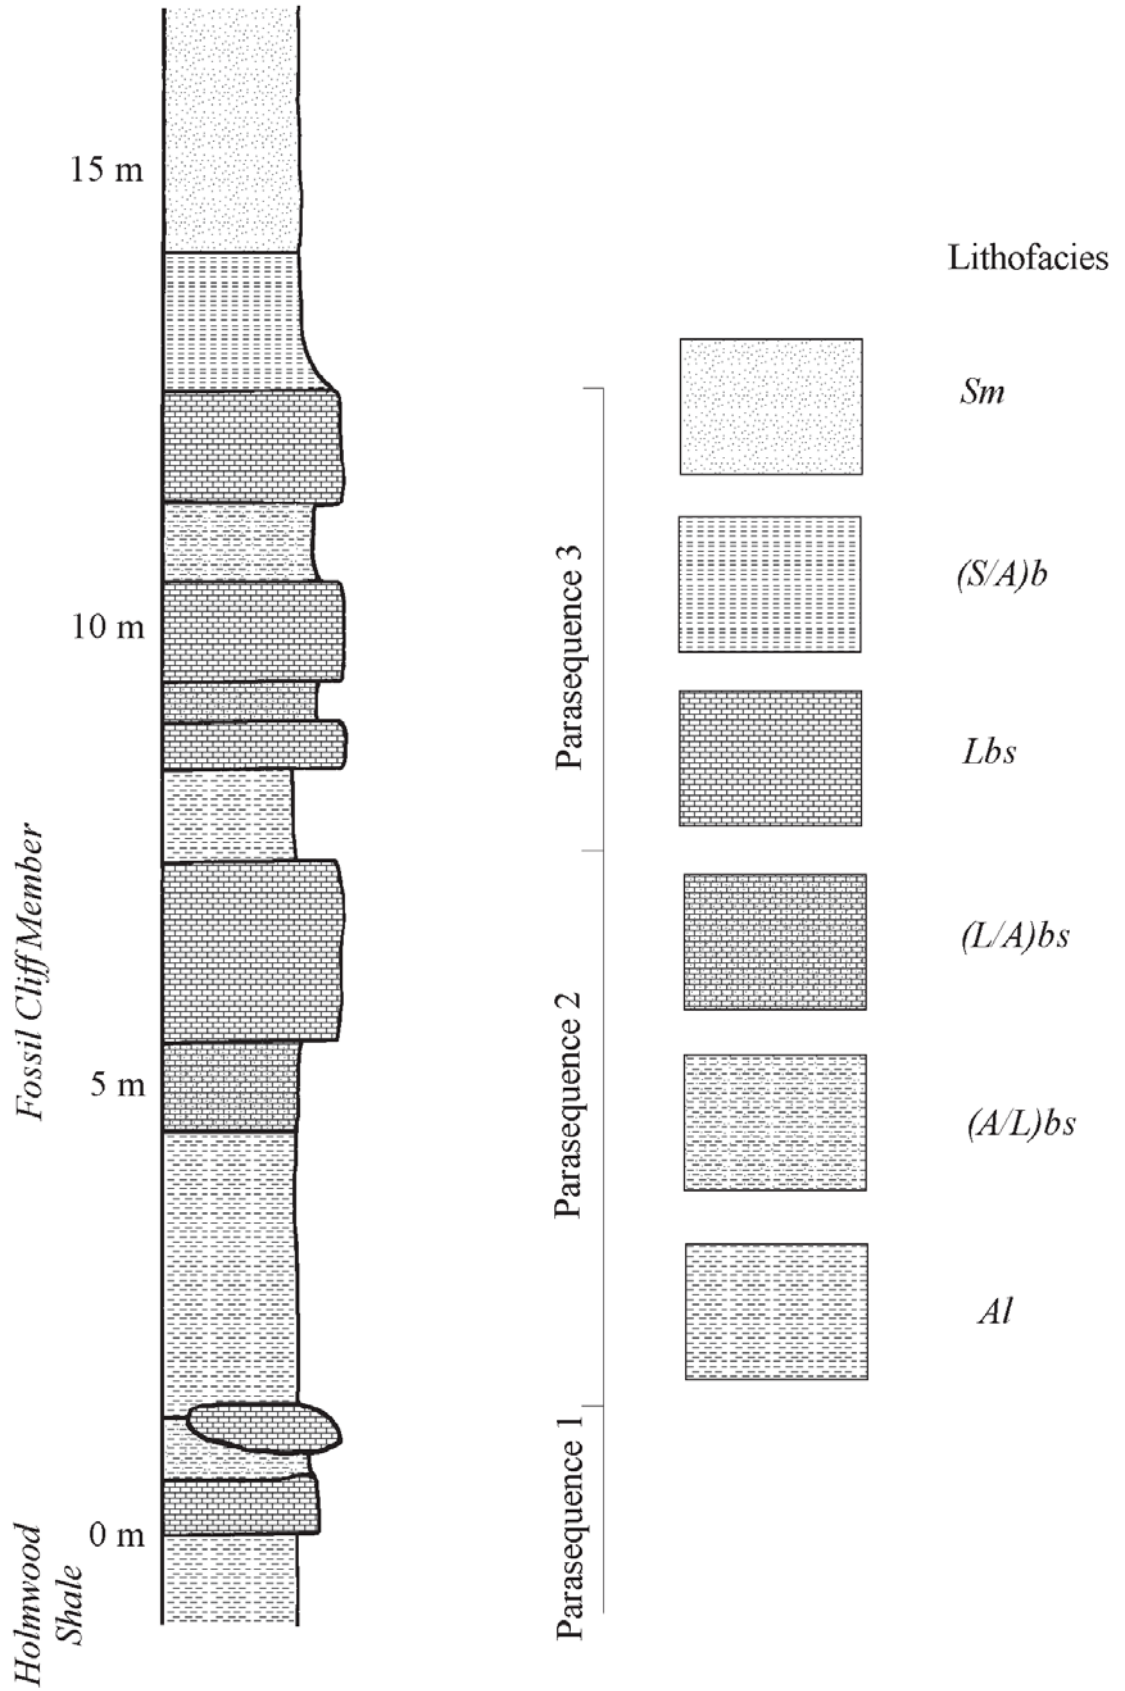 15 m
10 m
5 m
0 m
Fossil Cliff Member
Holmwood
Shale
Parasequence 3
Parasequence 2
Parasequence 1
Lithofacies
Sm
(S/A)b
Lbs
(L/A)bs
(A/L)bs
Al